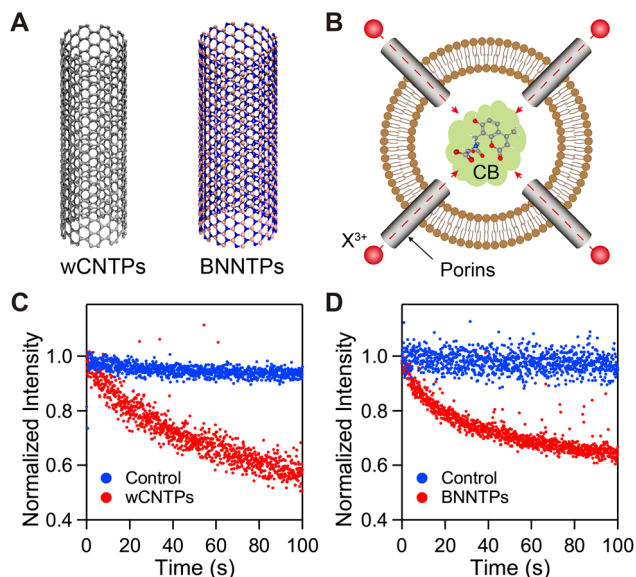 A
wCNTPs
BNNTPs
B
CB
X³⁺
Porins
C
Normalized Intensity
1.0
0.8
0.6
0.4
Control
wCNTPs
0 20 40 60 80 100
Time (s)
D
Normalized Intensity
1.0
0.8
0.6
0.4
Control
BNNTPs
0 20 40 60 80 100
Time (s)